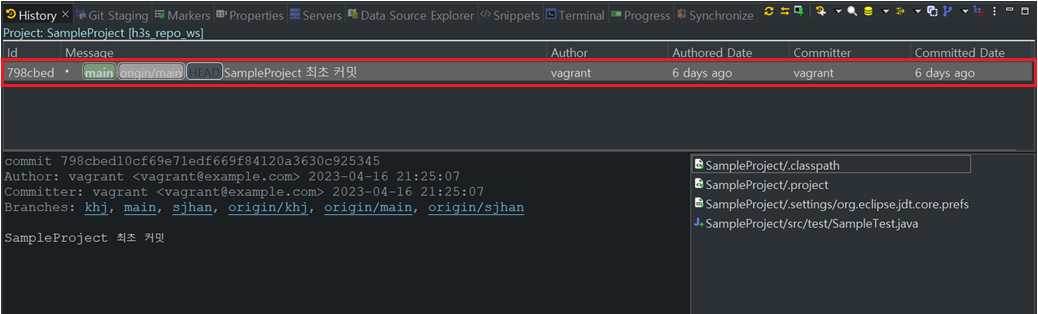 History Git Staging Markers Properties Servers Data Source Explorer Snippets Terminal Progress Synchronize
Project: SampleProject [h3s_repo_ws]
Id Message Author Authored Date Committer Committed Date
798cbed * main origin/main HEAD SampleProject 최초 커밋 vagrant 6 days ago vagrant 6 days ago
commit 798cbed10cf69e71edf669f84120a3630c925345
Author: vagrant <vagrant@example.com> 2023-04-16 21:25:07
Committer: vagrant <vagrant@example.com> 2023-04-16 21:25:07
Branches: khj, main, sjhan, origin/khj, origin/main, origin/sjhan
SampleProject 최초 커밋
SampleProject/.classpath
SampleProject/.project
SampleProject/.settings/org.eclipse.jdt.core.prefs
SampleProject/src/test/SampleTest.java